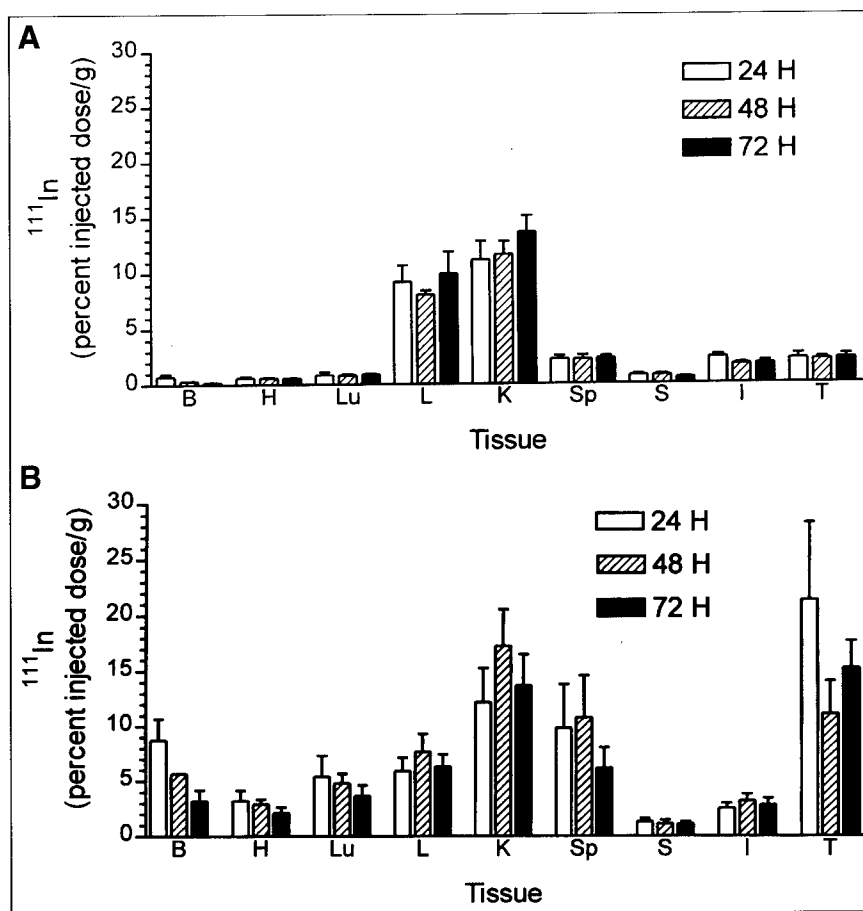 A
30
25
20
15
10
5
0
¹¹¹In
(percent injected dose/g)
24 H
48 H
72 H
B H Lu L K Sp S I T
Tissue
B
30
25
20
15
10
5
0
¹¹¹In
(percent injected dose/g)
24 H
48 H
72 H
B H Lu L K Sp S I T
Tissue